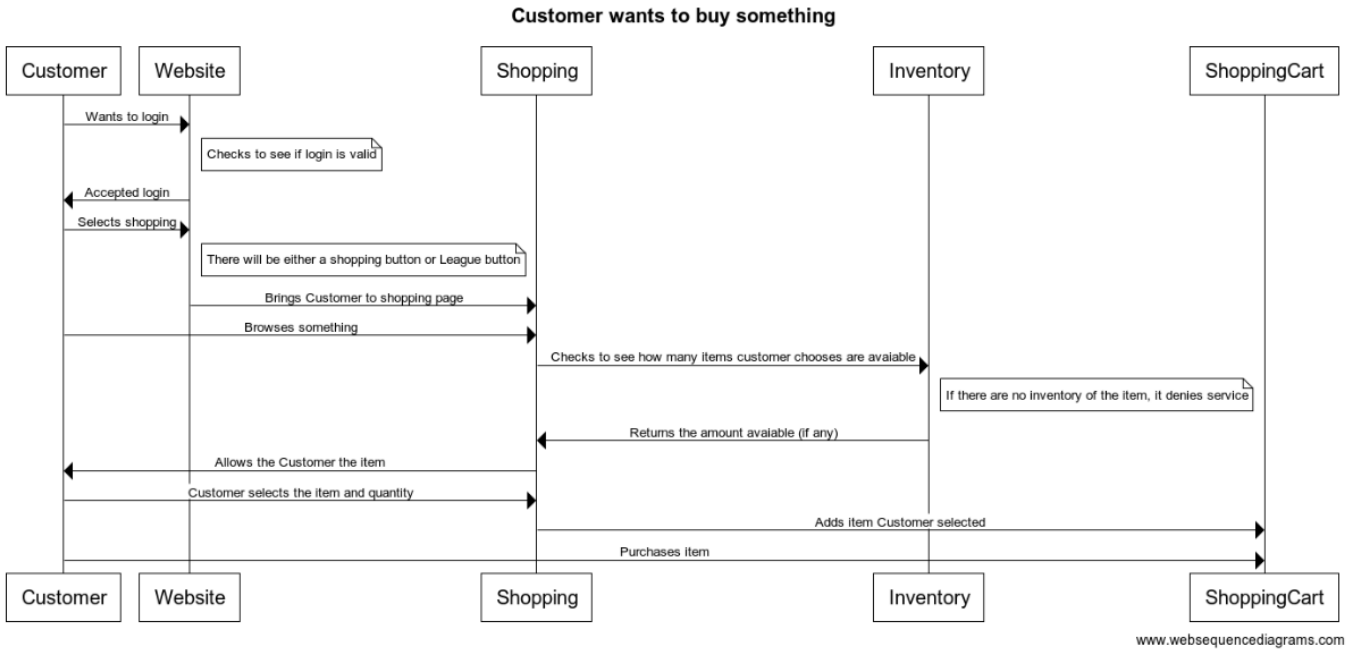 Customer wants to buy something
Customer
Website
Shopping
Inventory
ShoppingCart
Wants to login
Checks to see if login is valid
Accepted login
Selects shopping
There will be either a shopping button or League button
Brings Customer to shopping page
Browses something
Checks to see how many items customer chooses are avaiable
If there are no inventory of the item, it denies service
Returns the amount avaiable (if any)
Allows the Customer the item
Customer selects the item and quantity
Adds item Customer selected
Purchases item
Customer
Website
Shopping
Inventory
ShoppingCart
www.websequencediagrams.com